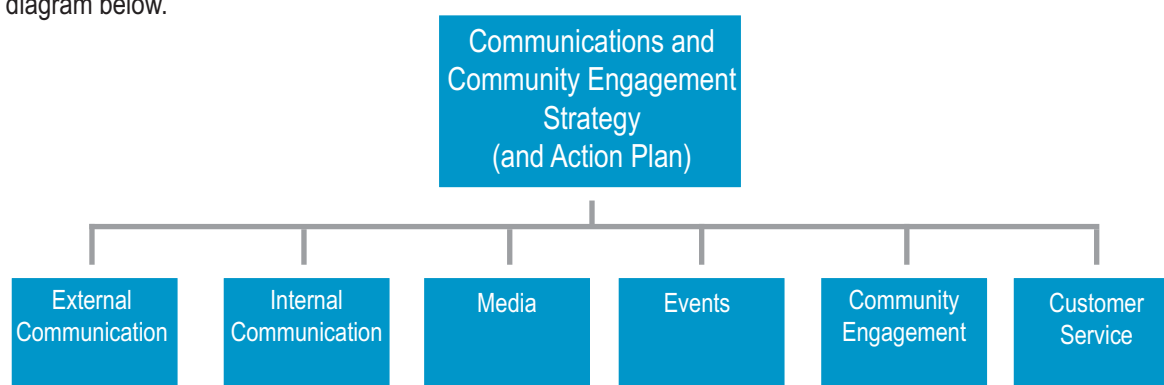 diagram below.
Communications and
Community Engagement
Strategy
(and Action Plan)
External
Communication
Internal
Communication
Media
Events
Community
Engagement
Customer
Service